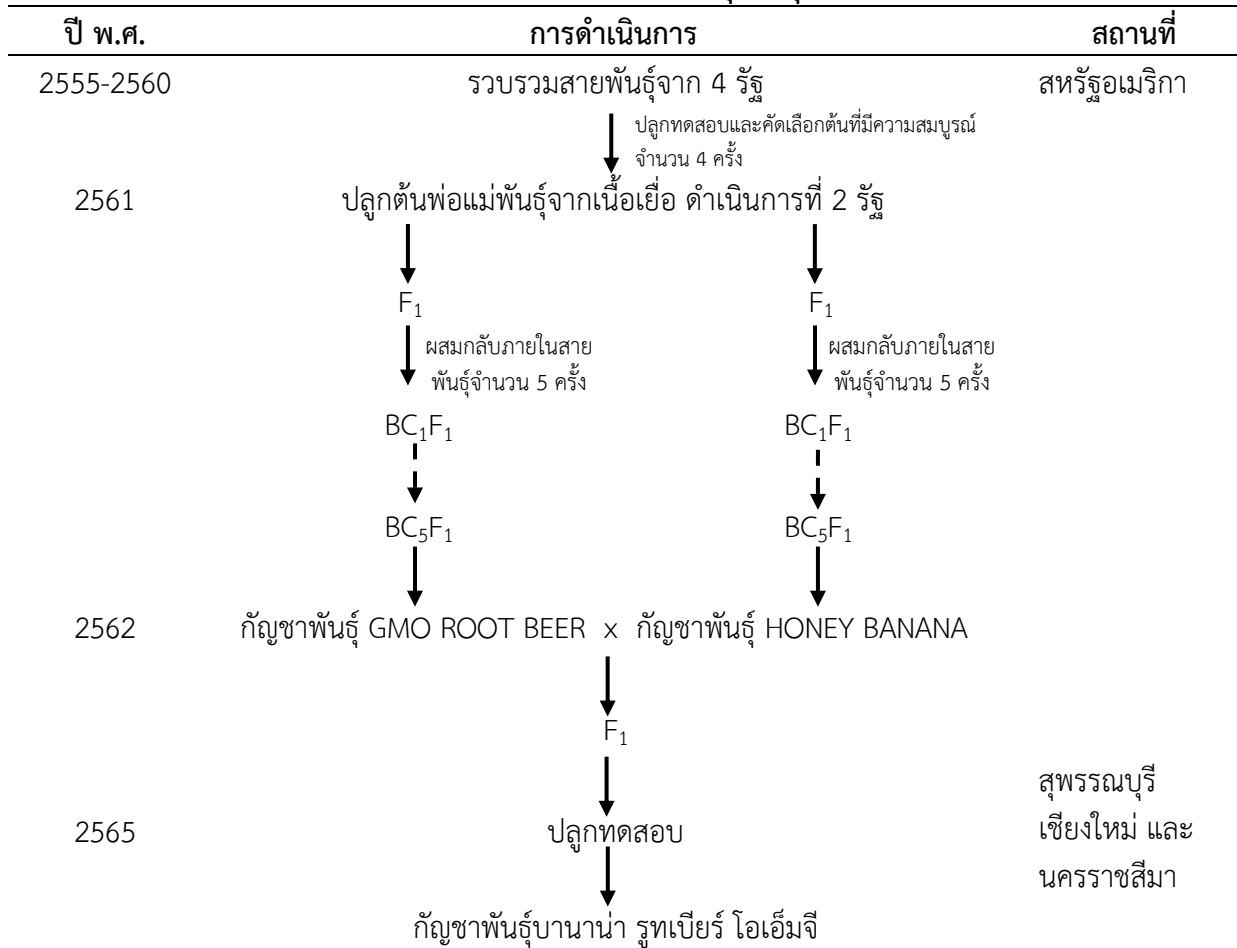 ปี พ.ศ. การดำเนินการ สถานที่
2555-2560 รวบรวมสายพันธุ์จาก 4 รัฐ สหรัฐอเมริกา
ปลูกทดสอบและคัดเลือกต้นที่มีความสมบูรณ์
จำนวน 4 ครั้ง
2561 ปลูกต้นพ่อแม่พันธุ์จากเนื้อเยื่อ ดำเนินการที่ 2 รัฐ
F₁ F₁
ผสมกลับภายในสาย ผสมกลับภายในสาย
พันธุ์จำนวน 5 ครั้ง พันธุ์จำนวน 5 ครั้ง
BC₁F₁ BC₁F₁
BC₅F₁ BC₅F₁
2562 กัญชาพันธุ์ GMO ROOT BEER x กัญชาพันธุ์ HONEY BANANA
F₁
สุพรรณบุรี
2565 ปลูกทดสอบ เชียงใหม่ และ
นครราชสีมา
กัญชาพันธุ์บานาน่า รูทเบียร์ โอเอ็มจี